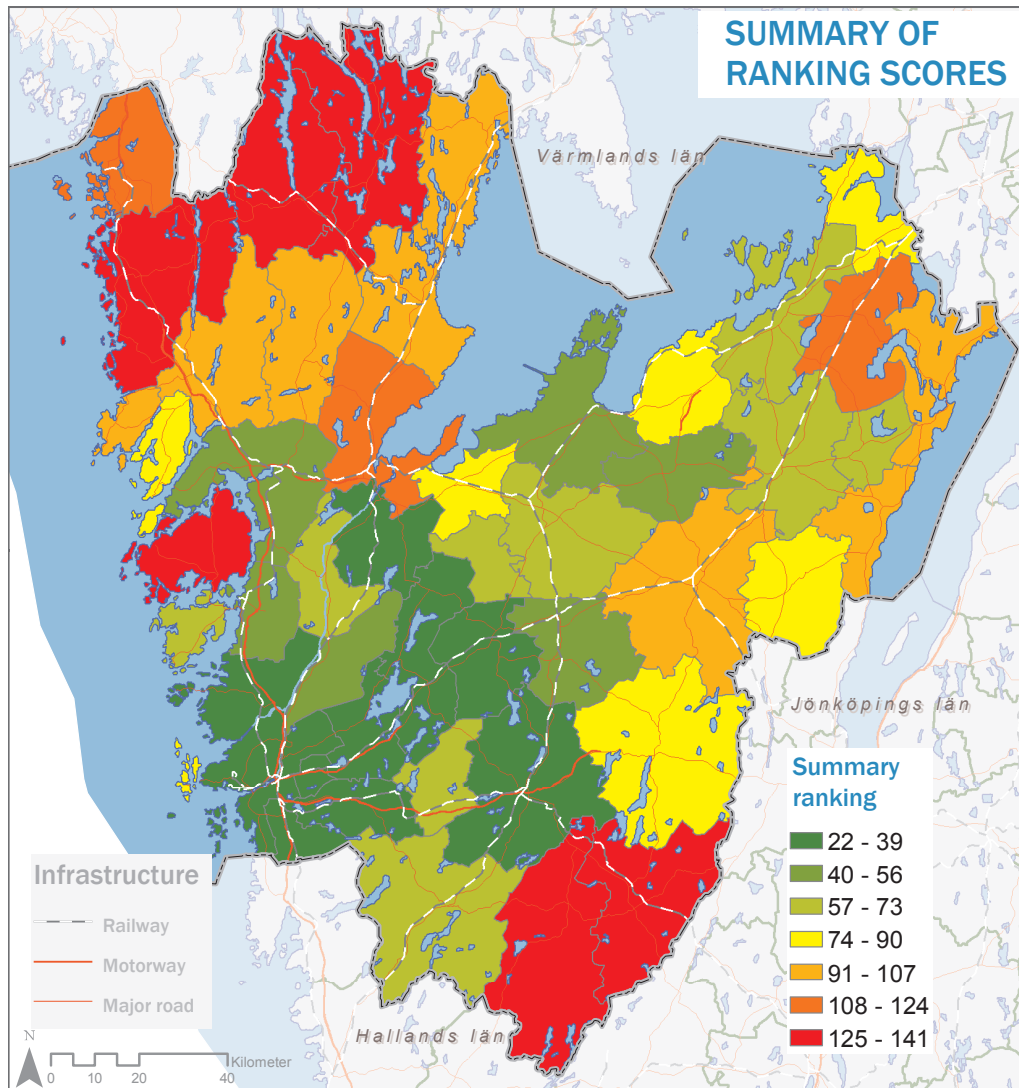 SUMMARY OF
RANKING SCORES
Värmlands län
Jönköpings län
Summary
ranking
22 - 39
40 - 56
57 - 73
74 - 90
91 - 107
108 - 124
125 - 141
Infrastructure
Railway
Motorway
Major road
Hallands län
N
Kilometer
0 10 20 40